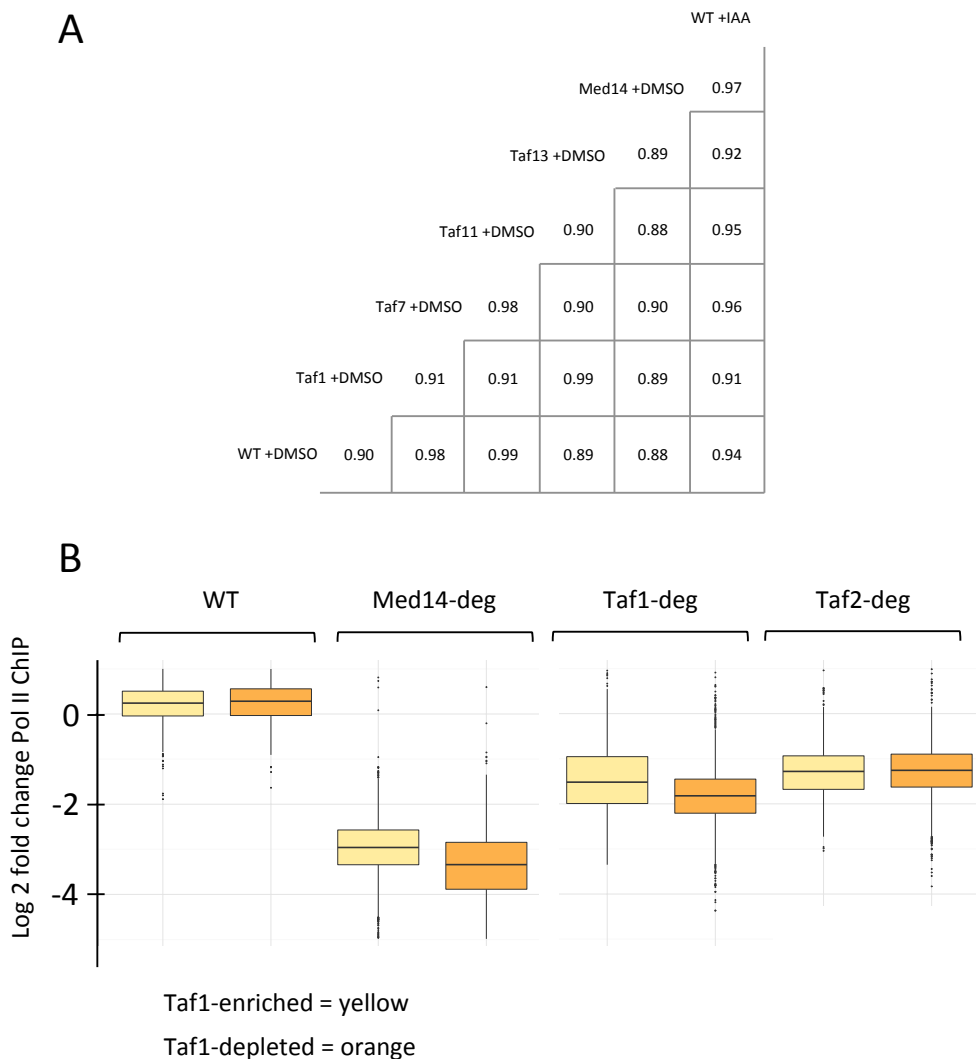 A
WT +IAA
Med14 +DMSO 0.97
Taf13 +DMSO 0.89 0.92
Taf11 +DMSO 0.90 0.88 0.95
Taf7 +DMSO 0.98 0.90 0.90 0.96
Taf1 +DMSO 0.91 0.91 0.99 0.89 0.91
WT +DMSO 0.90 0.98 0.99 0.89 0.88 0.94
B
WT Med14-deg Taf1-deg Taf2-deg
Log 2 fold change Pol II ChIP
0
-2
-4
Taf1-enriched = yellow
Taf1-depleted = orange